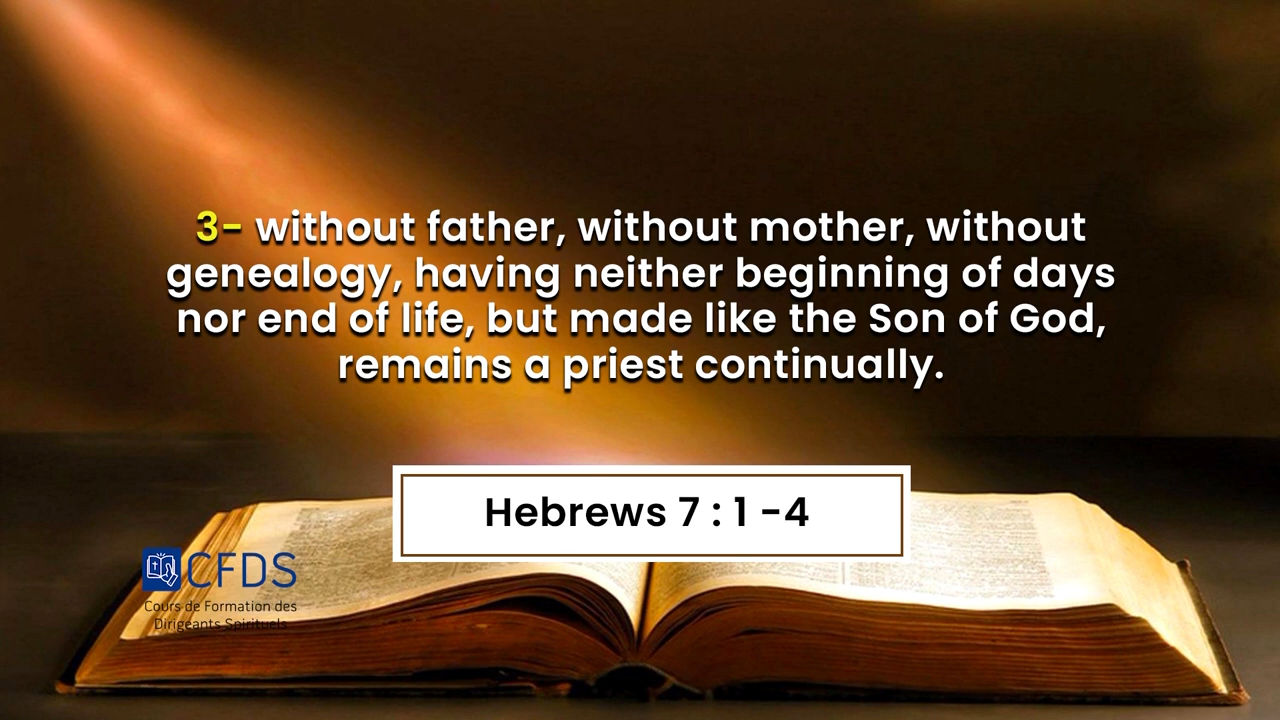 3- without father, without mother, without
genealogy, having neither beginning of days
nor end of life, but made like the Son of God,
remains a priest continually.
Hebrews 7 : 1 -4
CFDS
Cours de Formation des
Dirigeants Spirituels